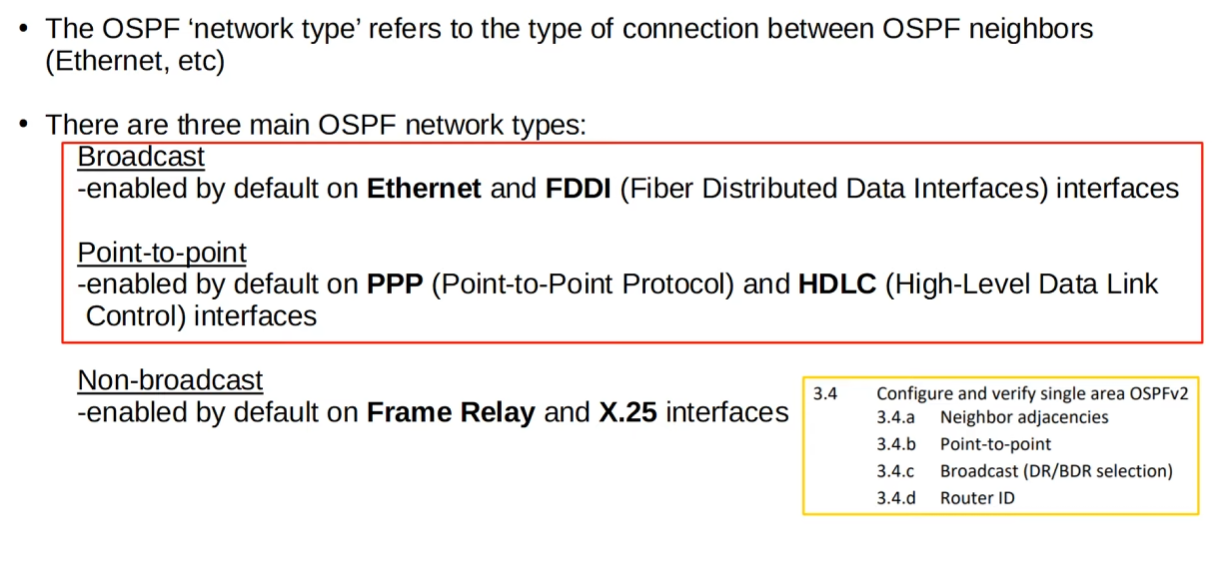 • The OSPF ‘network type’ refers to the type of connection between OSPF neighbors
(Ethernet, etc)
• There are three main OSPF network types:
Broadcast
-enabled by default on Ethernet and FDDI (Fiber Distributed Data Interfaces) interfaces
Point-to-point
-enabled by default on PPP (Point-to-Point Protocol) and HDLC (High-Level Data Link
Control) interfaces
Non-broadcast
-enabled by default on Frame Relay and X.25 interfaces
3.4 Configure and verify single area OSPFv2
3.4.a Neighbor adjacencies
3.4.b Point-to-point
3.4.c Broadcast (DR/BDR selection)
3.4.d Router ID